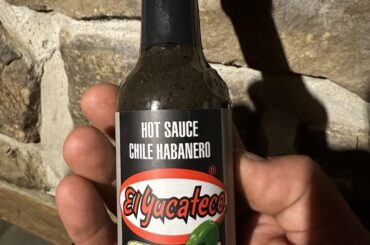 HOT SAUCE
CHILE HABANERO
®
El Yucateco